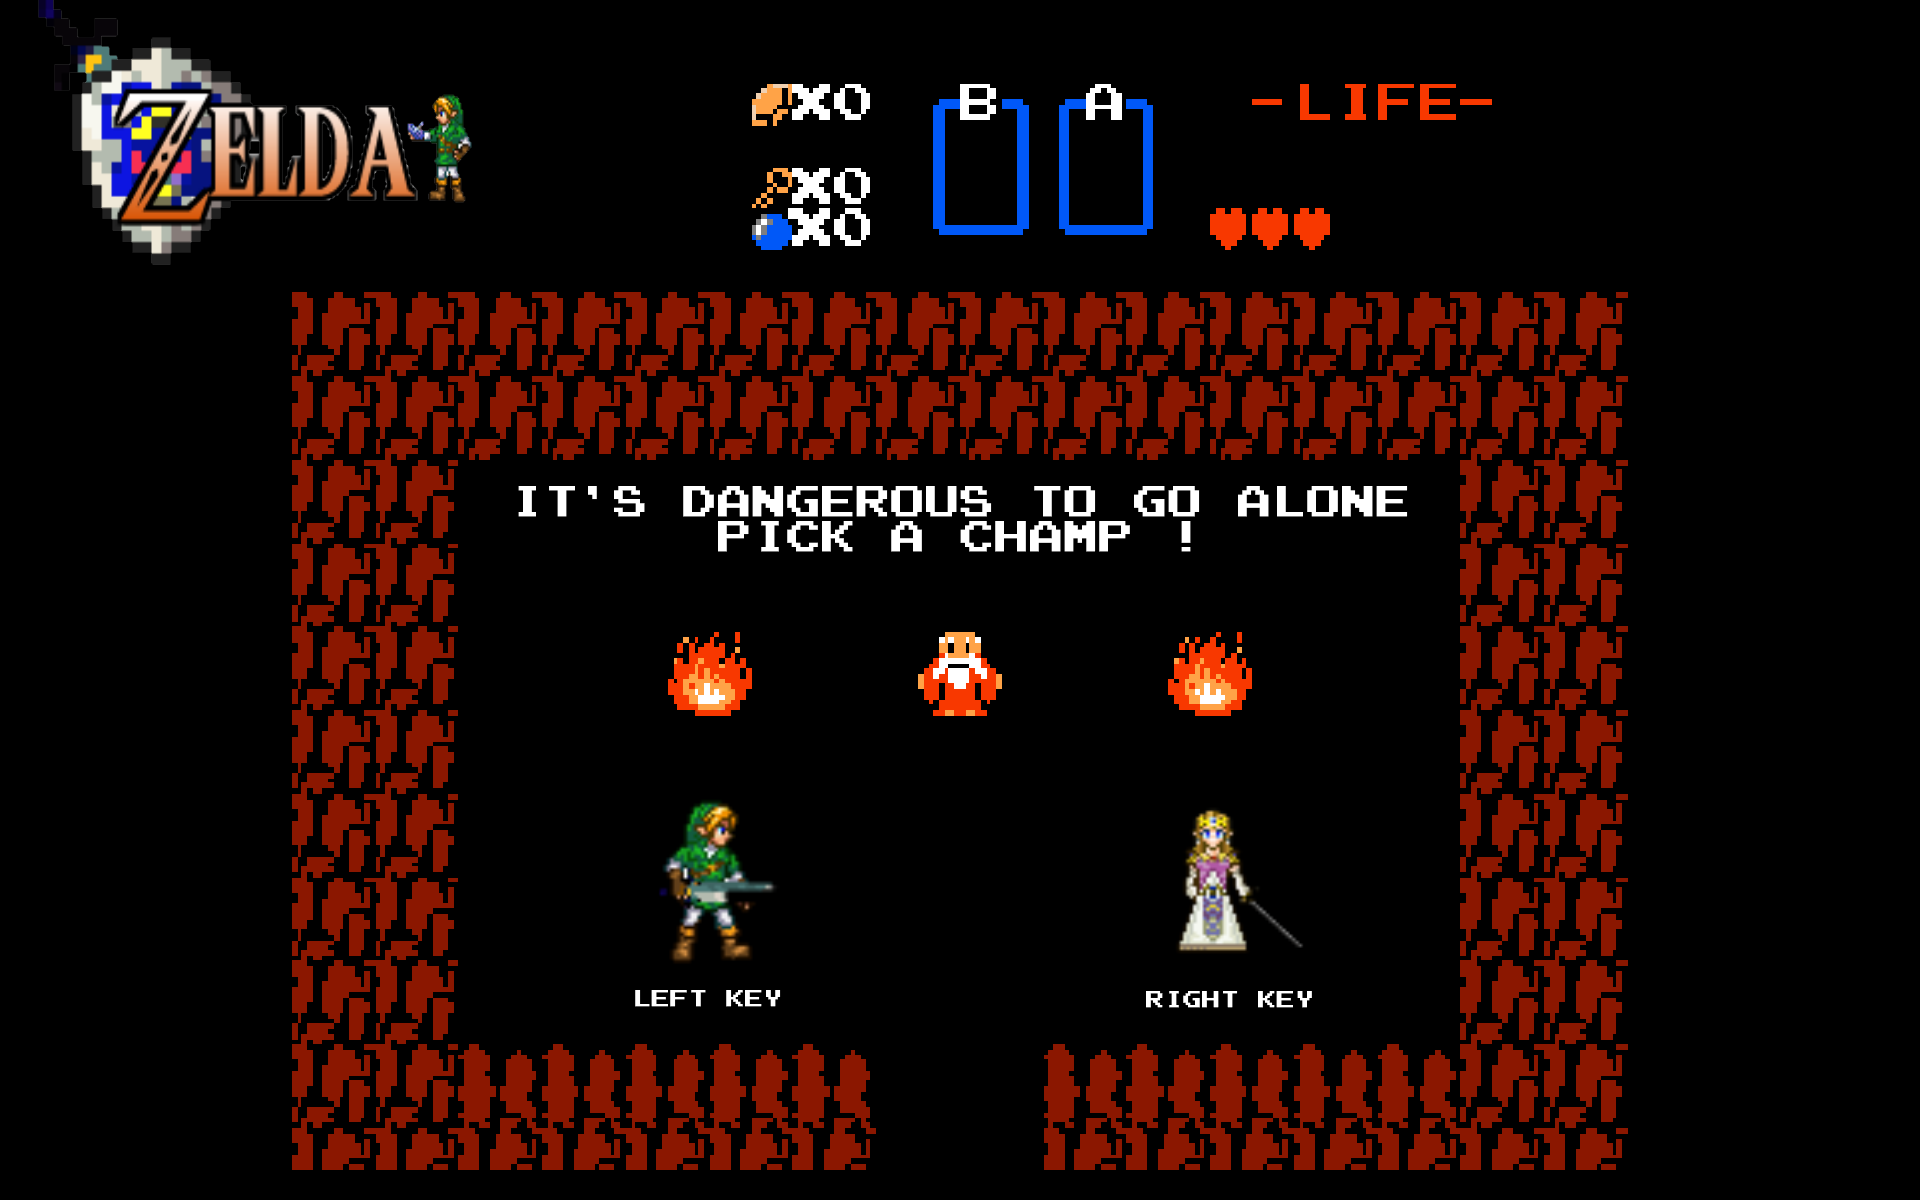 ZELDA
X0
B
A
-LIFE-
X0
X0
IT'S DANGEROUS TO GO ALONE
PICK A CHAMP !
LEFT KEY
RIGHT KEY